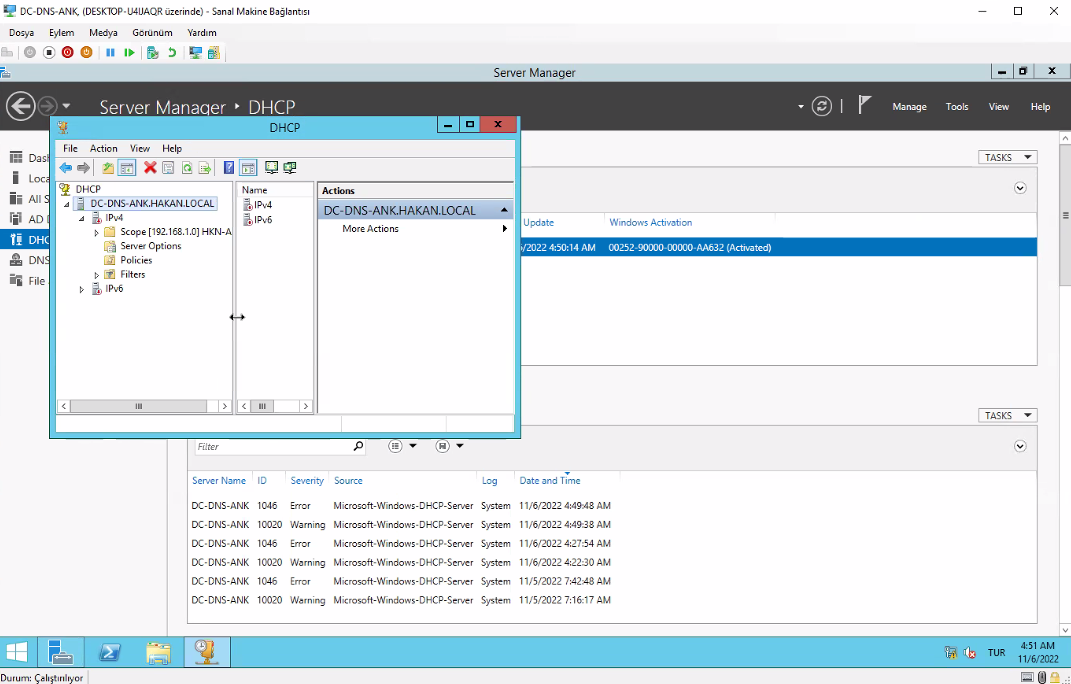 DC-DNS-ANK, (DESKTOP-U4UAQR üzerinde) - Sanal Makine Bağlantısı
Dosya Eylem Medya Görünüm Yardım
Server Manager
Server Manager ‣ DHCP
Manage Tools View Help
DHCP
File Action View Help
DHCP
DC-DNS-ANK.HAKAN.LOCAL
IPv4
Scope [192.168.1.0] HKN-A
Server Options
Policies
Filters
IPv6
Name
IPv4
IPv6
Actions
DC-DNS-ANK.HAKAN.LOCAL
More Actions
Dash
Loca
All S
AD D
DHC
DNS
File
TASKS
Update Windows Activation
/2022 4:50:14 AM 00252-90000-00000-AA632 (Activated)
TASKS
Filter
Server Name ID Severity Source Log Date and Time
DC-DNS-ANK 1046 Error Microsoft-Windows-DHCP-Server System 11/6/2022 4:49:48 AM
DC-DNS-ANK 10020 Warning Microsoft-Windows-DHCP-Server System 11/6/2022 4:49:38 AM
DC-DNS-ANK 1046 Error Microsoft-Windows-DHCP-Server System 11/6/2022 4:27:54 AM
DC-DNS-ANK 10020 Warning Microsoft-Windows-DHCP-Server System 11/6/2022 4:22:30 AM
DC-DNS-ANK 1046 Error Microsoft-Windows-DHCP-Server System 11/5/2022 7:42:48 AM
DC-DNS-ANK 10020 Warning Microsoft-Windows-DHCP-Server System 11/5/2022 7:16:17 AM
TUR
4:51 AM
11/6/2022
Durum: Çalıştırılıyor